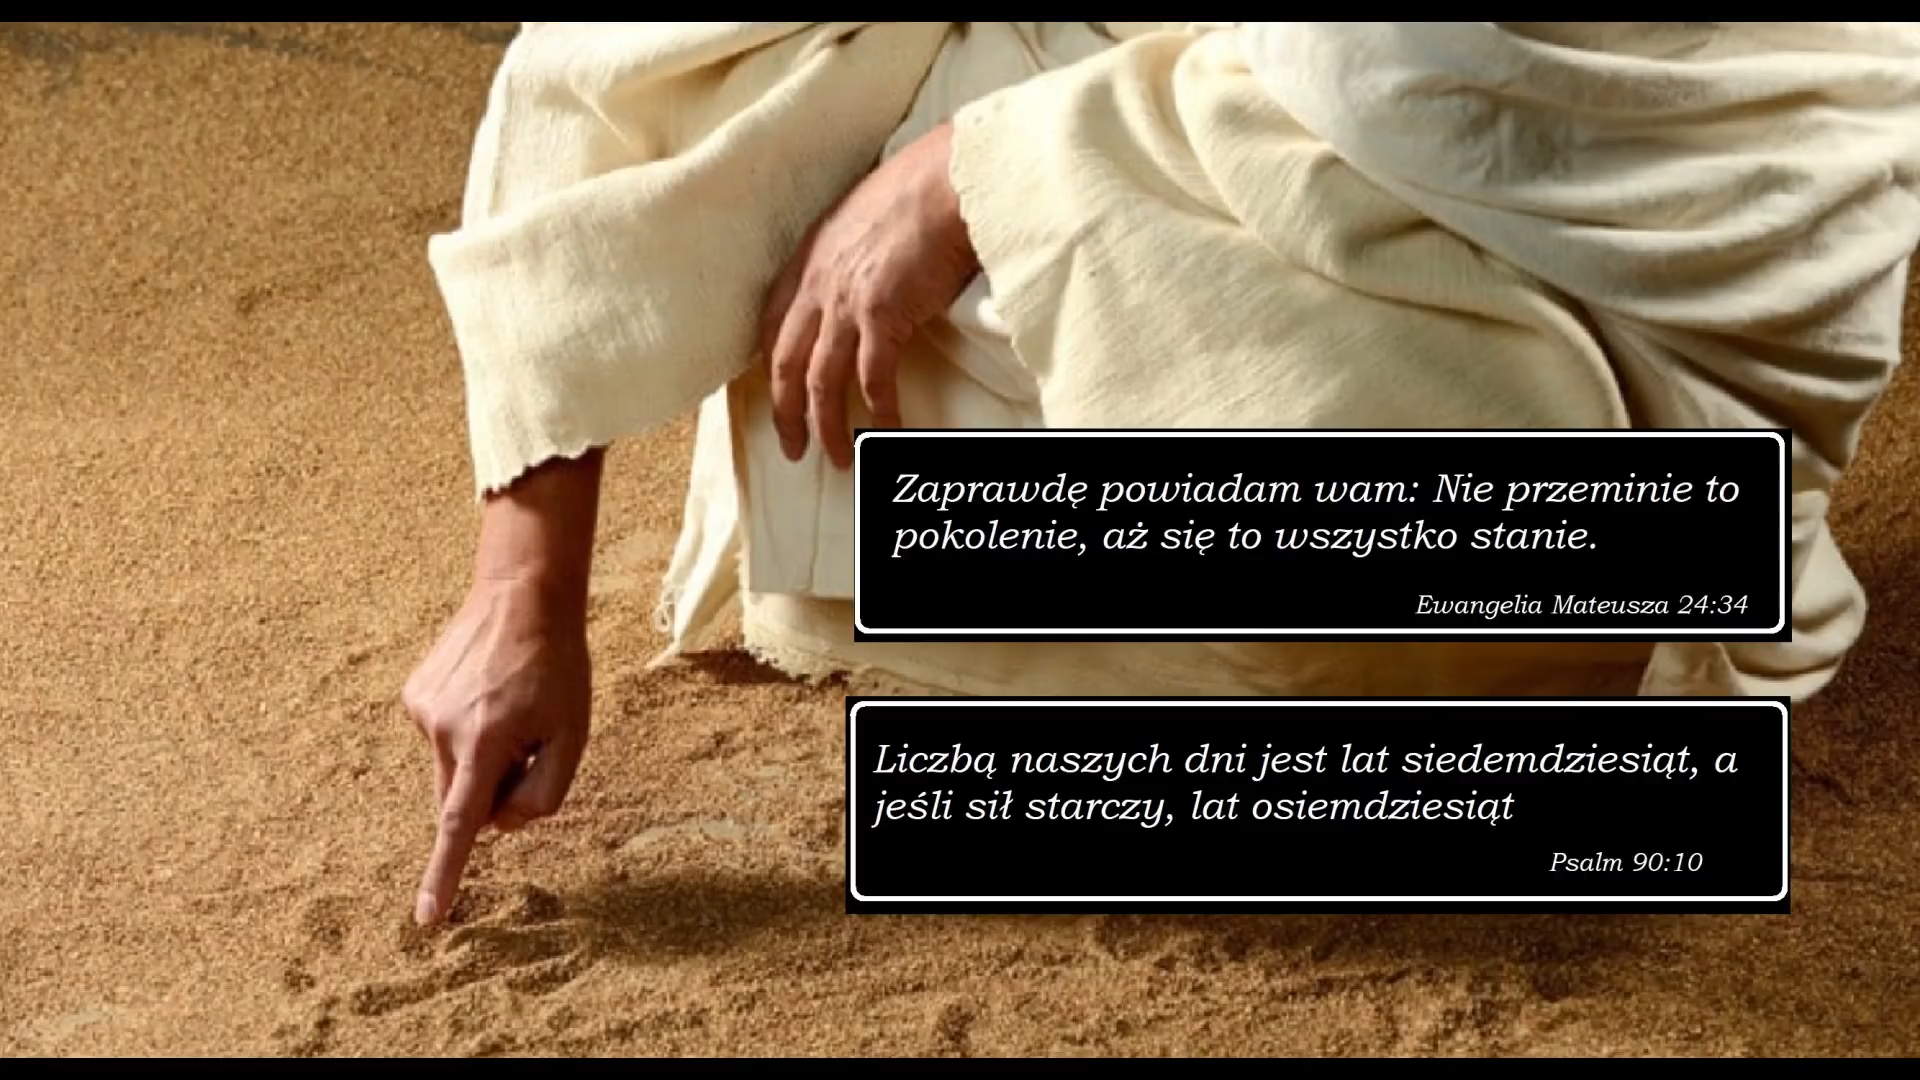 Zaprawdę powiadam wam: Nie przeminie to
pokolenie, aż się to wszystko stanie.
Ewangelia Mateusza 24:34
Liczbą naszych dni jest lat siedemdziesiąt, a
jeśli sił starczy, lat osiemdziesiąt
Psalm 90:10